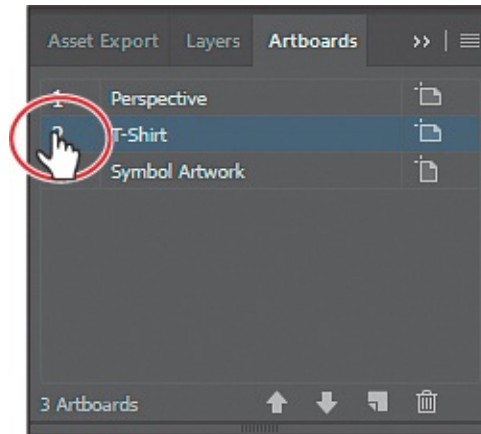 Asset Export Layers Artboards
1 Perspective
T-Shirt
Symbol Artwork
3 Artboards